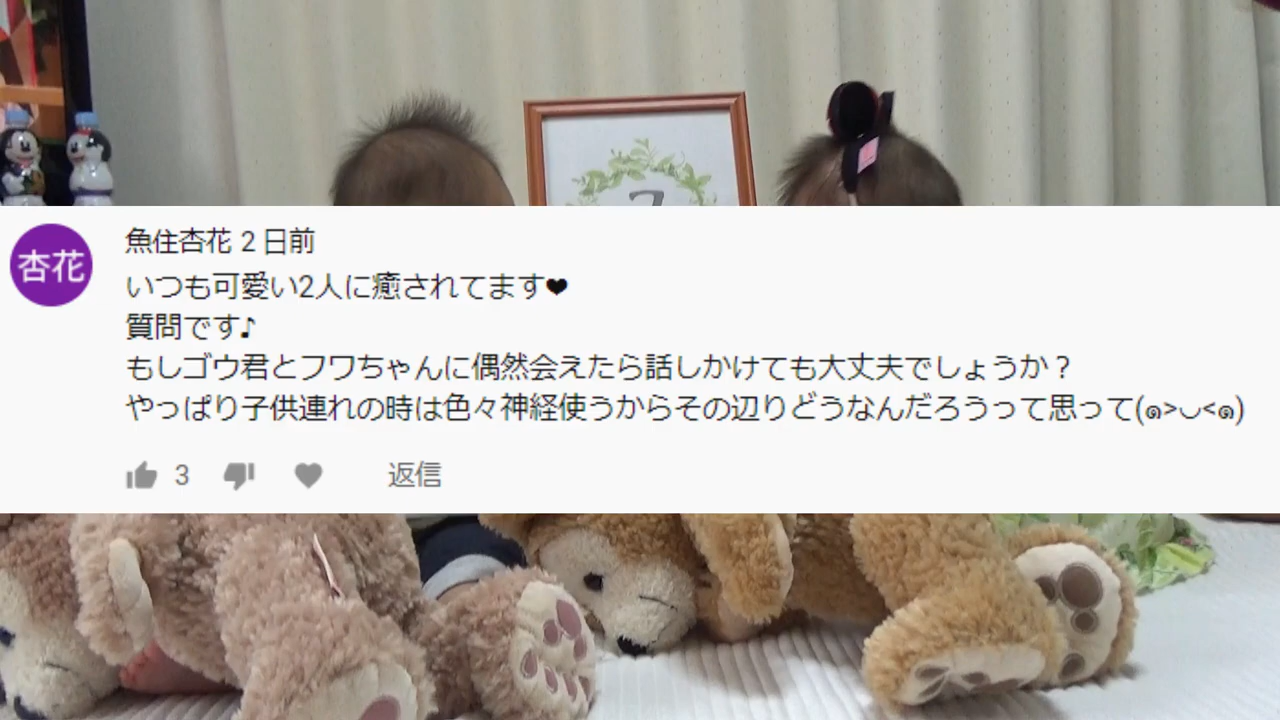 杏花
魚住杏花 2 日前
いつも可愛い2人に癒されてます❤
質問です♪
もしゴウ君とフワちゃんに偶然会えたら話しかけても大丈夫でしょうか？
やっぱり子供連れの時は色々神経使うからその辺りどうなんだろうって思って(๑>◡<๑)
3
返信